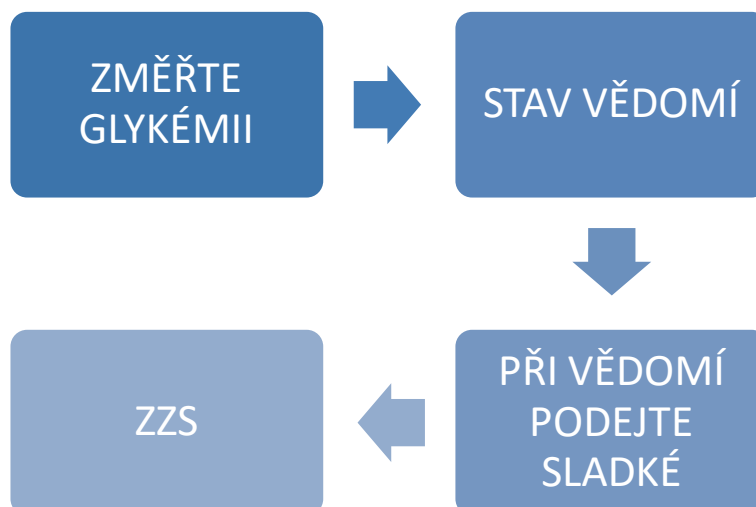 ZMĚŘTE
GLYKÉMII
STAV VĚDOMÍ
PŘI VĚDOMÍ
PODEJTE
SLADKÉ
ZZS